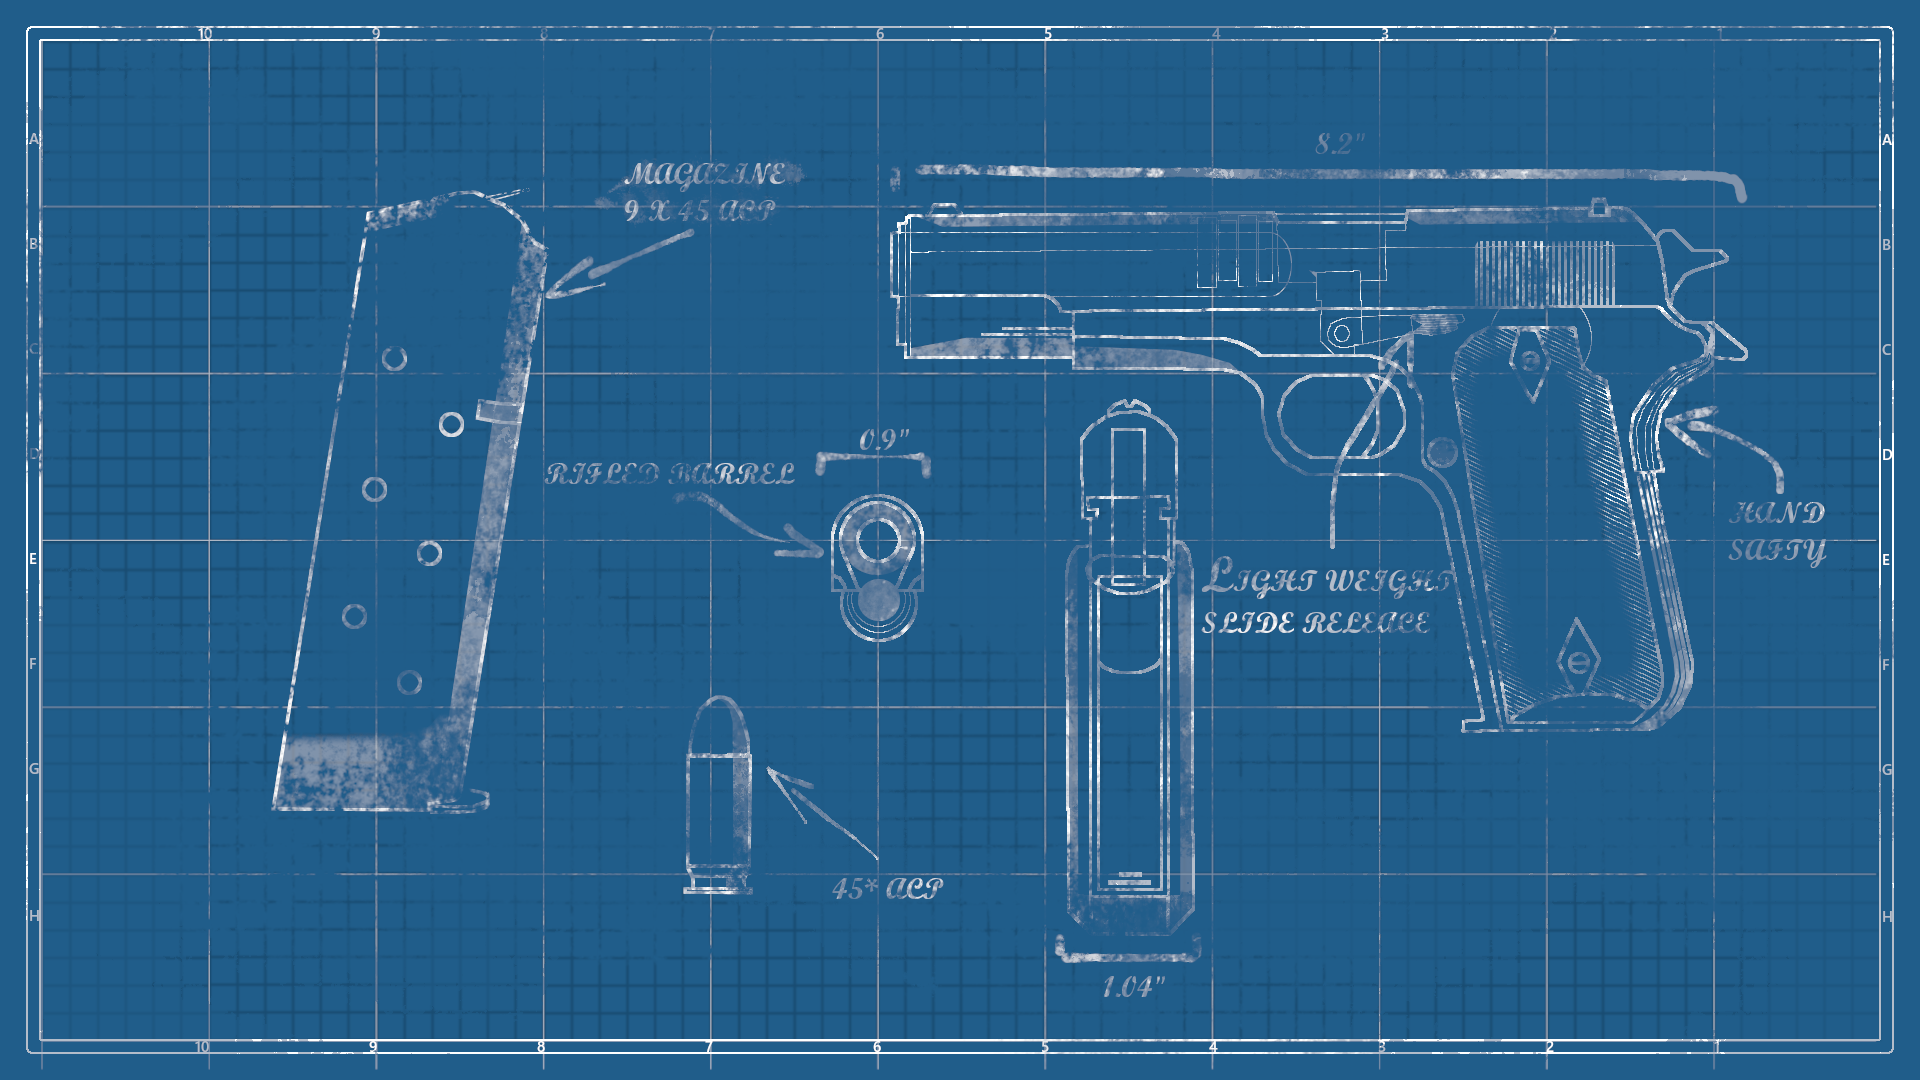 10 9 8 7 6 5 4 3 2 1
A A
8.2"
MAGAZINE
9 X 45 ACP
B B
C C
0.9"
RIFLED BARREL
D D
HAND
SAFTY
E E
LIGHT WEIGHT
SLIDE RELEACE
e
e
F F
G G
45* ACP
H H
1.04"
10 9 8 7 6 5 4 3 2 1